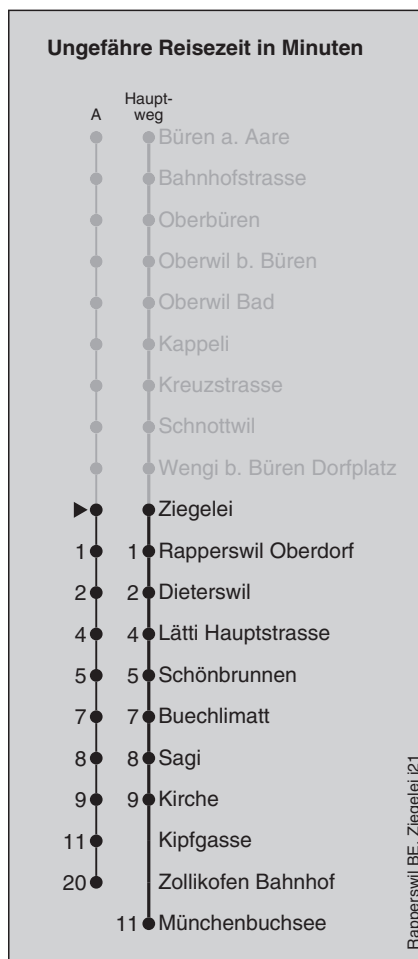 Ungefähre Reisezeit in Minuten
A Haupt-
weg
Büren a. Aare
Bahnhofstrasse
Oberbüren
Oberwil b. Büren
Oberwil Bad
Kappeli
Kreuzstrasse
Schnottwil
Wengi b. Büren Dorfplatz
Ziegelei
1 1 Rapperswil Oberdorf
2 2 Dieterswil
4 4 Lätti Hauptstrasse
5 5 Schönbrunnen
7 7 Buechlimatt
8 8 Sagi
9 9 Kirche
11 Kipfgasse
20 Zollikofen Bahnhof
11 Münchenbuchsee
Rapperswil BE, Ziegelei j21